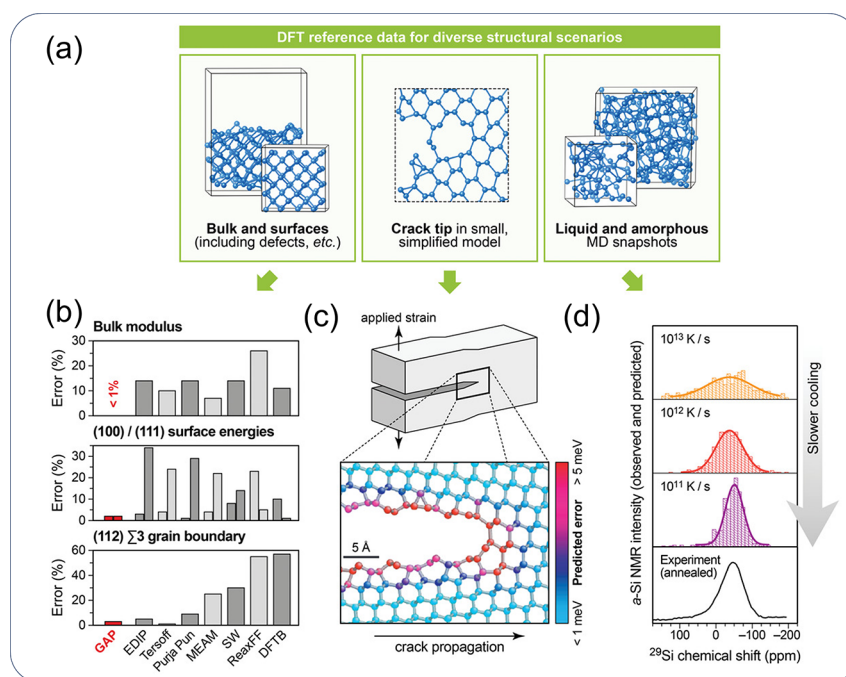 (a)
DFT reference data for diverse structural scenarios
Bulk and surfaces
(including defects, etc.)
Crack tip in small,
simplified model
Liquid and amorphous
MD snapshots
(b)
Bulk modulus
Error (%)
30
20
10
0
< 1%
(100) / (111) surface energies
Error (%)
30
20
10
0
(112) ∑3 grain boundary
Error (%)
60
40
20
0
GAP
EDIP
Tersoff
Purja Pun
MEAM
SW
ReaxFF
DFTB
(c)
applied strain
5 Å
< 1 meV
Predicted error
> 5 meV
crack propagation
(d)
a-Si NMR intensity (observed and predicted)
10¹³ K / s
10¹² K / s
10¹¹ K / s
Experiment
(annealed)
Slower cooling
100 0 −100 −200
²⁹Si chemical shift (ppm)